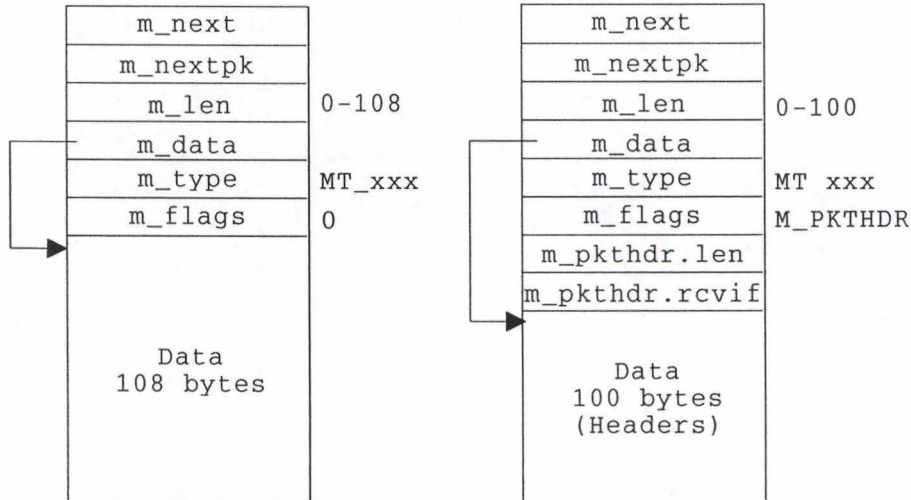 m_next
m_nextpk
m_len 0-108
m_data
m_type MT_xxx
m_flags 0
Data
108 bytes
m_next
m_nextpk
m_len 0-100
m_data
m_type MT xxx
m_flags M_PKTHDR
m_pkthdr.len
m_pkthdr.rcvif
Data
100 bytes
(Headers)